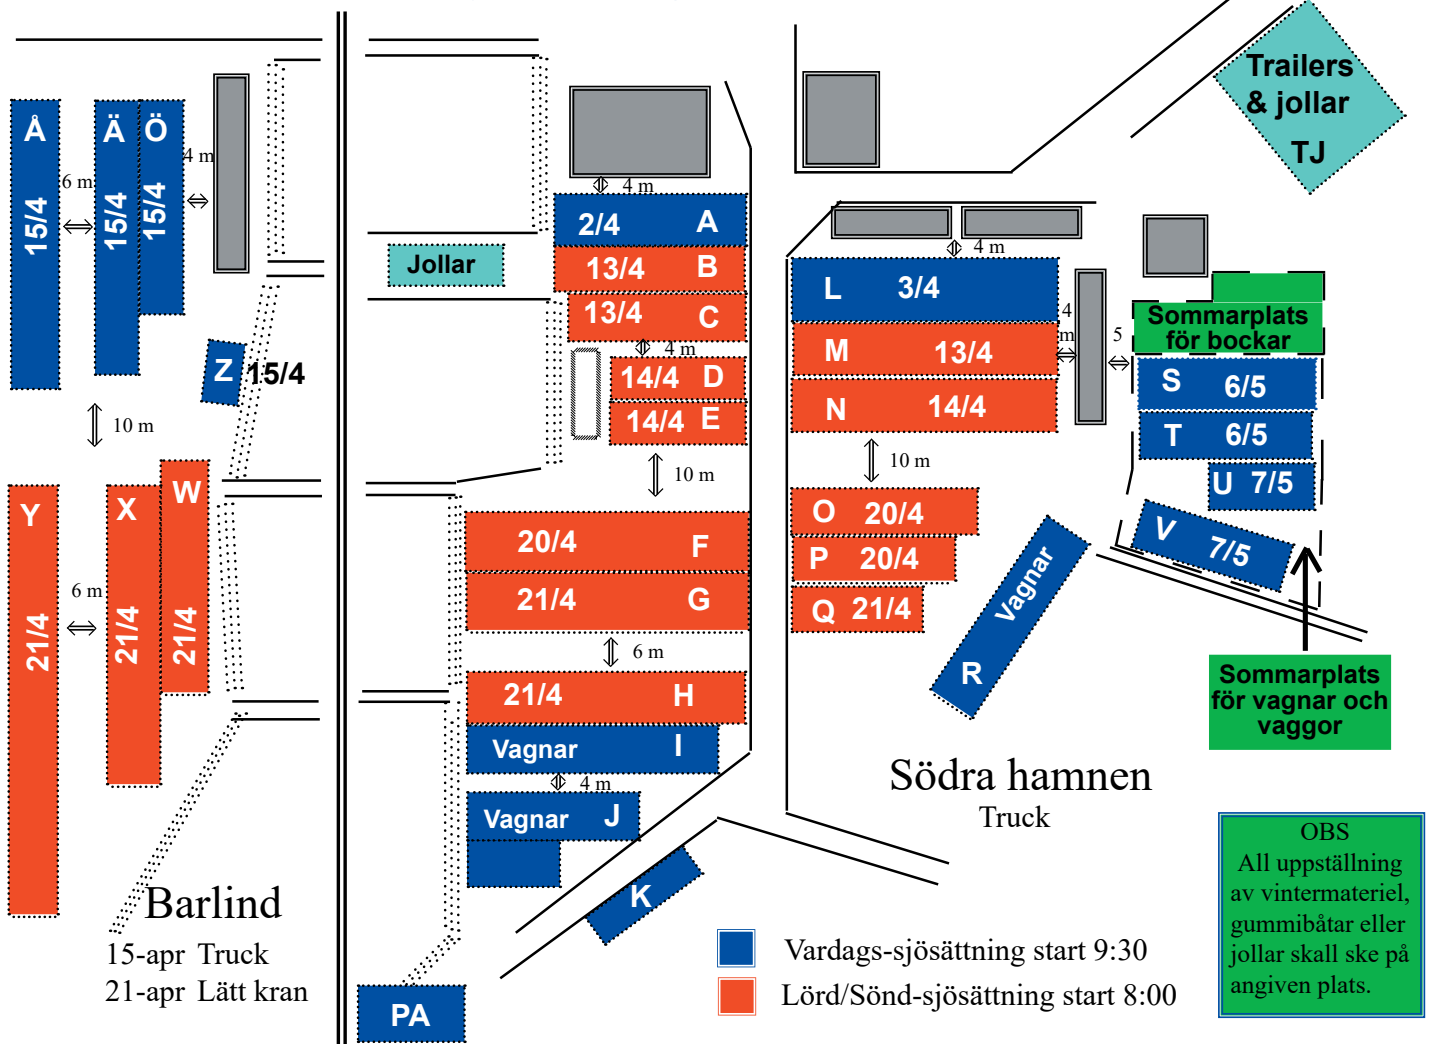 Trailers
& jollar
TJ
Å
15/4
6 m
Ä
15/4
Ö
15/4
4 m
4 m
2/4 A
Jollar
13/4 B
13/4 C
4 m
14/4 D
14/4 E
Z 15/4
10 m
10 m
4 m
L 3/4
M 13/4
N 14/4
4
m
5
Sommarplats
för bockar
S 6/5
T 6/5
U 7/5
V 7/5
10 m
O 20/4
P 20/4
Q 21/4
Vagnar
R
Y
21/4
6 m
X
21/4
W
21/4
20/4 F
21/4 G
6 m
21/4 H
Vagnar I
4 m
Vagnar J
K
PA
Sommarplats
för vagnar och
vaggor
Södra hamnen
Truck
Barlind
15-apr Truck
21-apr Lätt kran
Vardags-sjösättning start 9:30
Lörd/Sönd-sjösättning start 8:00
OBS
All uppställning
av vintermateriel,
gummibåtar eller
jollar skall ske på
angiven plats.